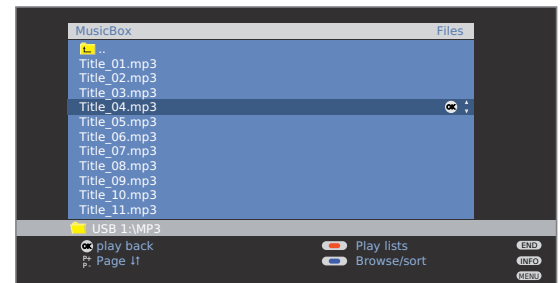 MusicBox Files
..
Title_01.mp3
Title_02.mp3
Title_03.mp3
Title_04.mp3 OK
Title_05.mp3
Title_06.mp3
Title_07.mp3
Title_08.mp3
Title_09.mp3
Title_10.mp3
Title_11.mp3
USB 1:\MP3
OK play back Play lists END
P+ P- Page ↓↑ Browse/sort INFO
MENU